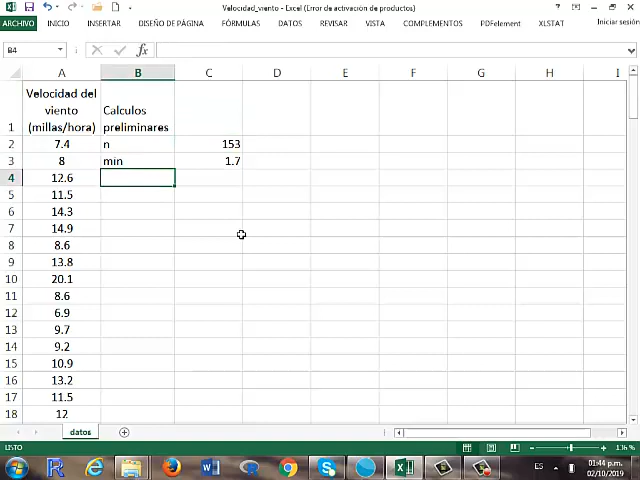 Velocidad_viento - Excel (Error de activación de productos)
ARCHIVO INICIO INSERTAR DISEÑO DE PÁGINA FÓRMULAS DATOS REVISAR VISTA COMPLEMENTOS PDFelement XLSTAT Iniciar sesión
B4 fx
A B C D E F G H I
1 Velocidad del viento (millas/hora) Calculos preliminares
2 7.4 n 153
3 8 min 1.7
4 12.6
5 11.5
6 14.3
7 14.9
8 8.6
9 13.8
10 20.1
11 8.6
12 6.9
13 9.7
14 9.2
15 10.9
16 13.2
17 11.5
18 12
datos
LISTO 136 %
ES 01:44 p.m.
02/10/2019